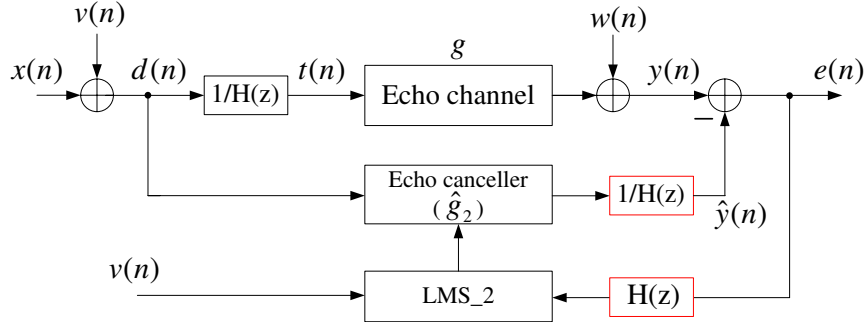 v(n)
g
w(n)
x(n)
d(n)
1/H(z)
t(n)
Echo channel
y(n)
e(n)
−
Echo canceller
( ĝ₂ )
1/H(z)
ŷ(n)
v(n)
LMS_2
H(z)